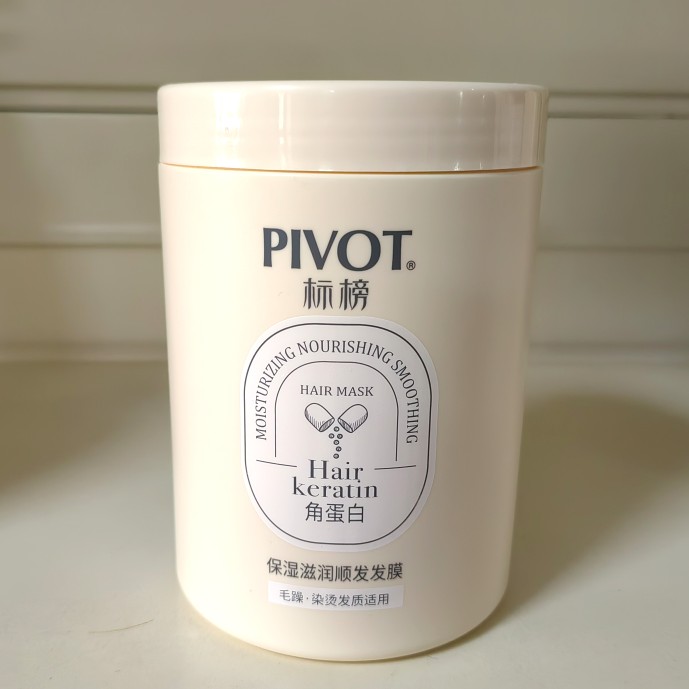 PIVOT®
标榜
MOISTURIZING NOURISHING SMOOTHING
HAIR MASK
Hair
keratin
角蛋白
保湿滋润顺发发膜
毛躁·染烫发质适用